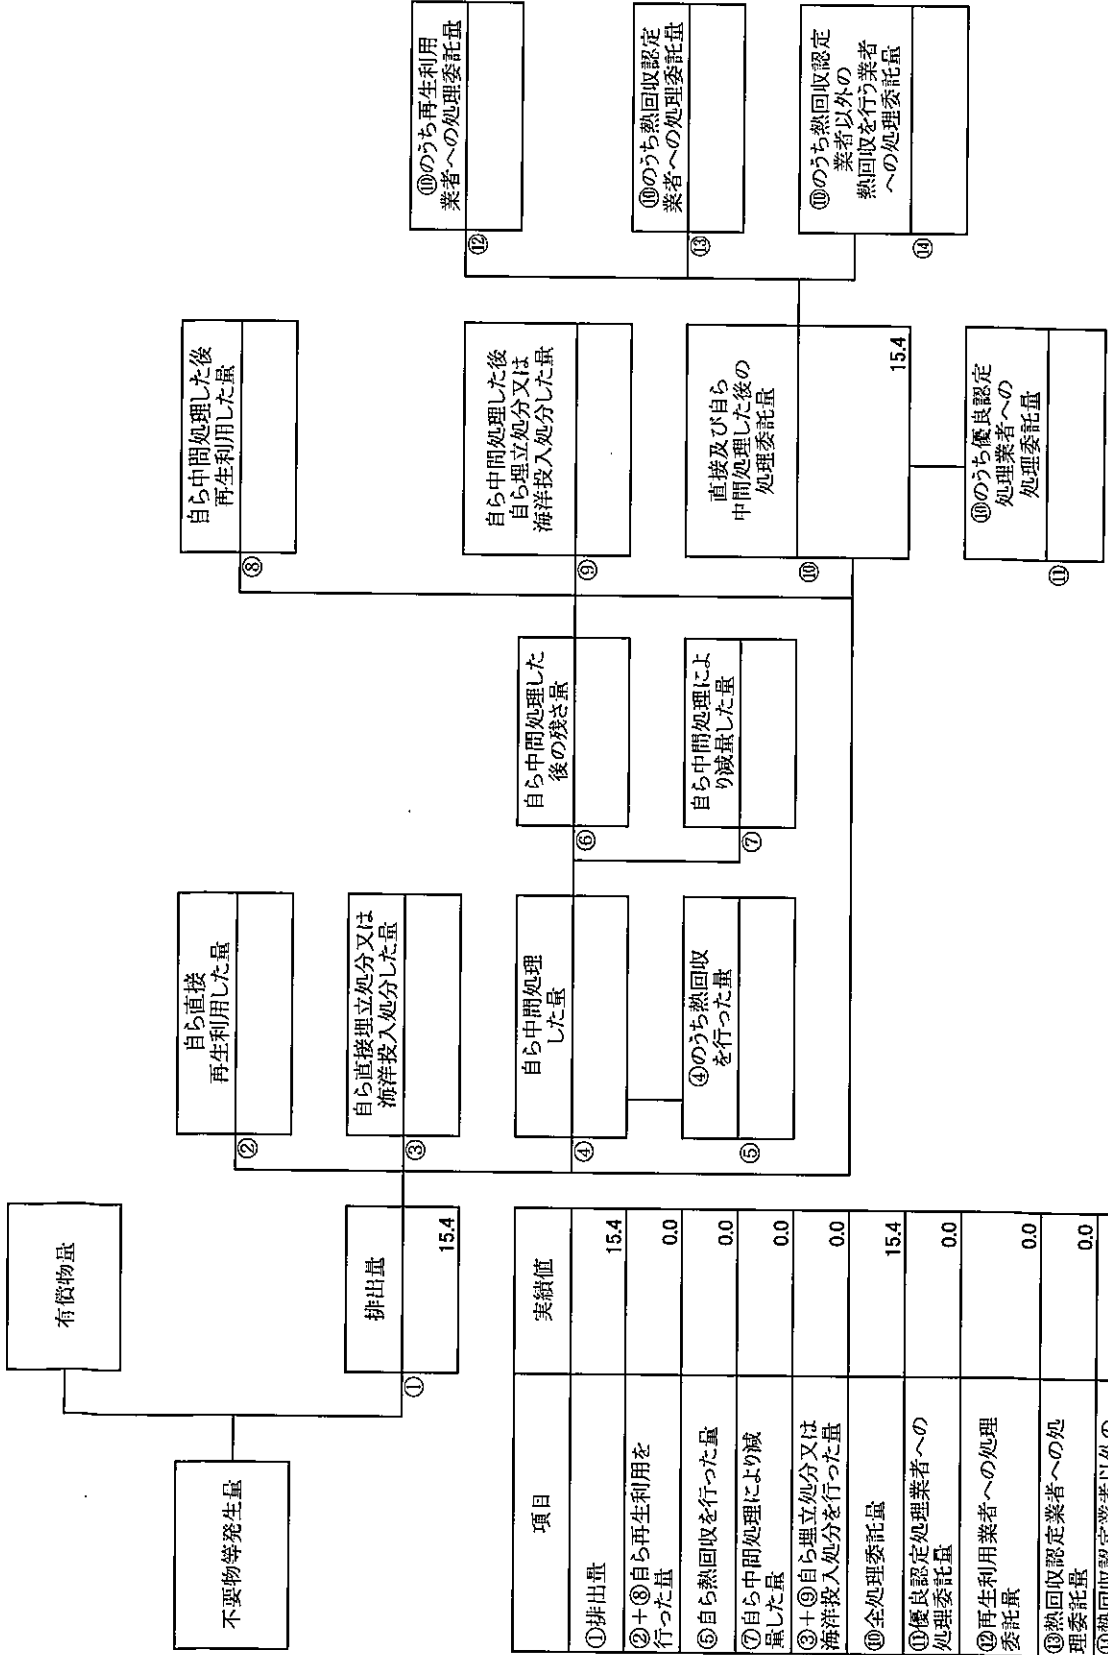 不要物等発生量
有償物量
①
排出量
15.4
②
自ら直接
再生利用した量
③
自ら直接埋立処分又は
海洋投入処分した量
④
自ら中間処理
した量
⑤
④のうち熱回収
を行った量
⑥
自ら中間処理した
後の残さ量
⑦
自ら中間処理によ
り減量した量
⑧
自ら中間処理した後
再生利用した量
⑨
自ら中間処理した後
自ら埋立処分又は
海洋投入処分した量
⑩
直接及び自ら
中間処理した後の
処理委託量
15.4
⑪
⑩のうち優良認定
処理業者への
処理委託量
⑫
⑩のうち再生利用
業者への処理委託量
⑬
⑩のうち熱回収認定
業者への処理委託量
⑭
⑩のうち熱回収認定
業者以外の
熱回収を行う業者
への処理委託量
項目 実績値
①排出量 15.4
②+⑧自ら再生利用を
行った量 0.0
⑤自ら熱回収を行った量 0.0
⑦自ら中間処理により減
量した量 0.0
③+⑨自ら埋立処分又は
海洋投入処分を行った量 0.0
⑩全処理委託量 15.4
⑪優良認定処理業者への
処理委託量 0.0
⑫再生利用業者への処理
委託量 0.0
⑬熱回収認定業者への処
理委託量 0.0
熱回収認定業者以外の